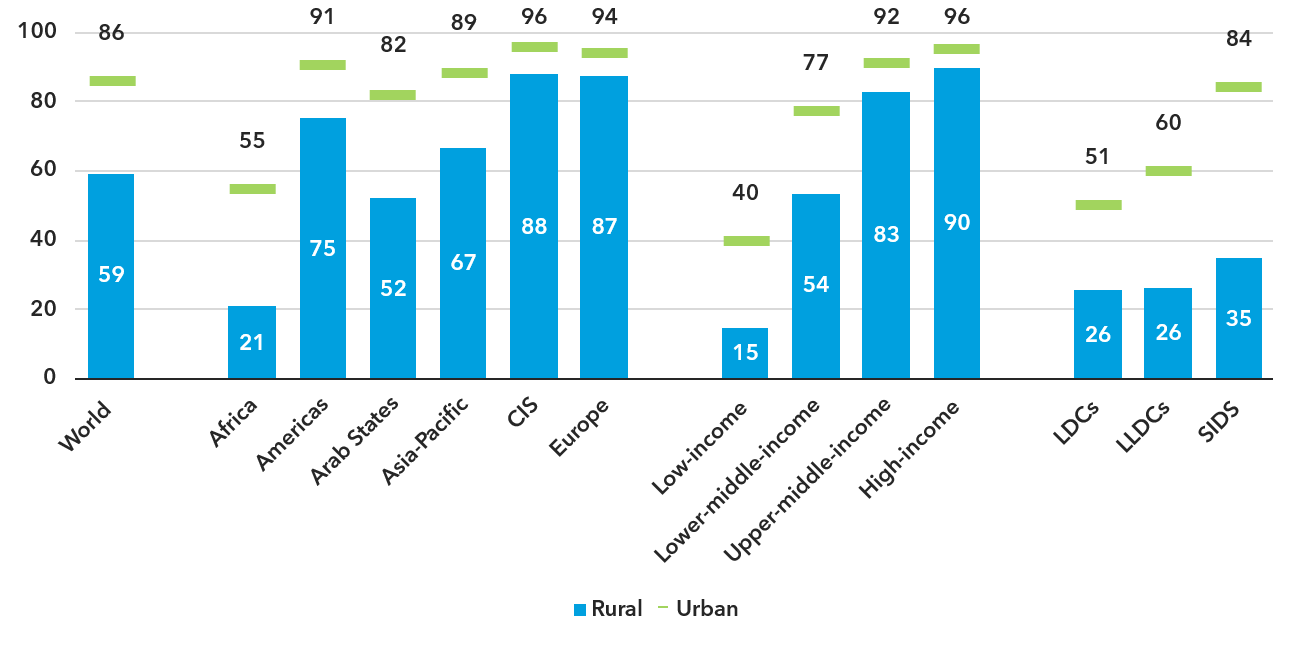 100
80
60
40
20
0
86
55
91
82
89
96
94
40
77
92
96
51
60
84
59
21
75
52
67
88
87
15
54
83
90
26
26
35
World
Africa
Americas
Arab States
Asia-Pacific
CIS
Europe
Low-income
Lower-middle-income
Upper-middle-income
High-income
LDCs
LLDCs
SIDS
Rural Urban